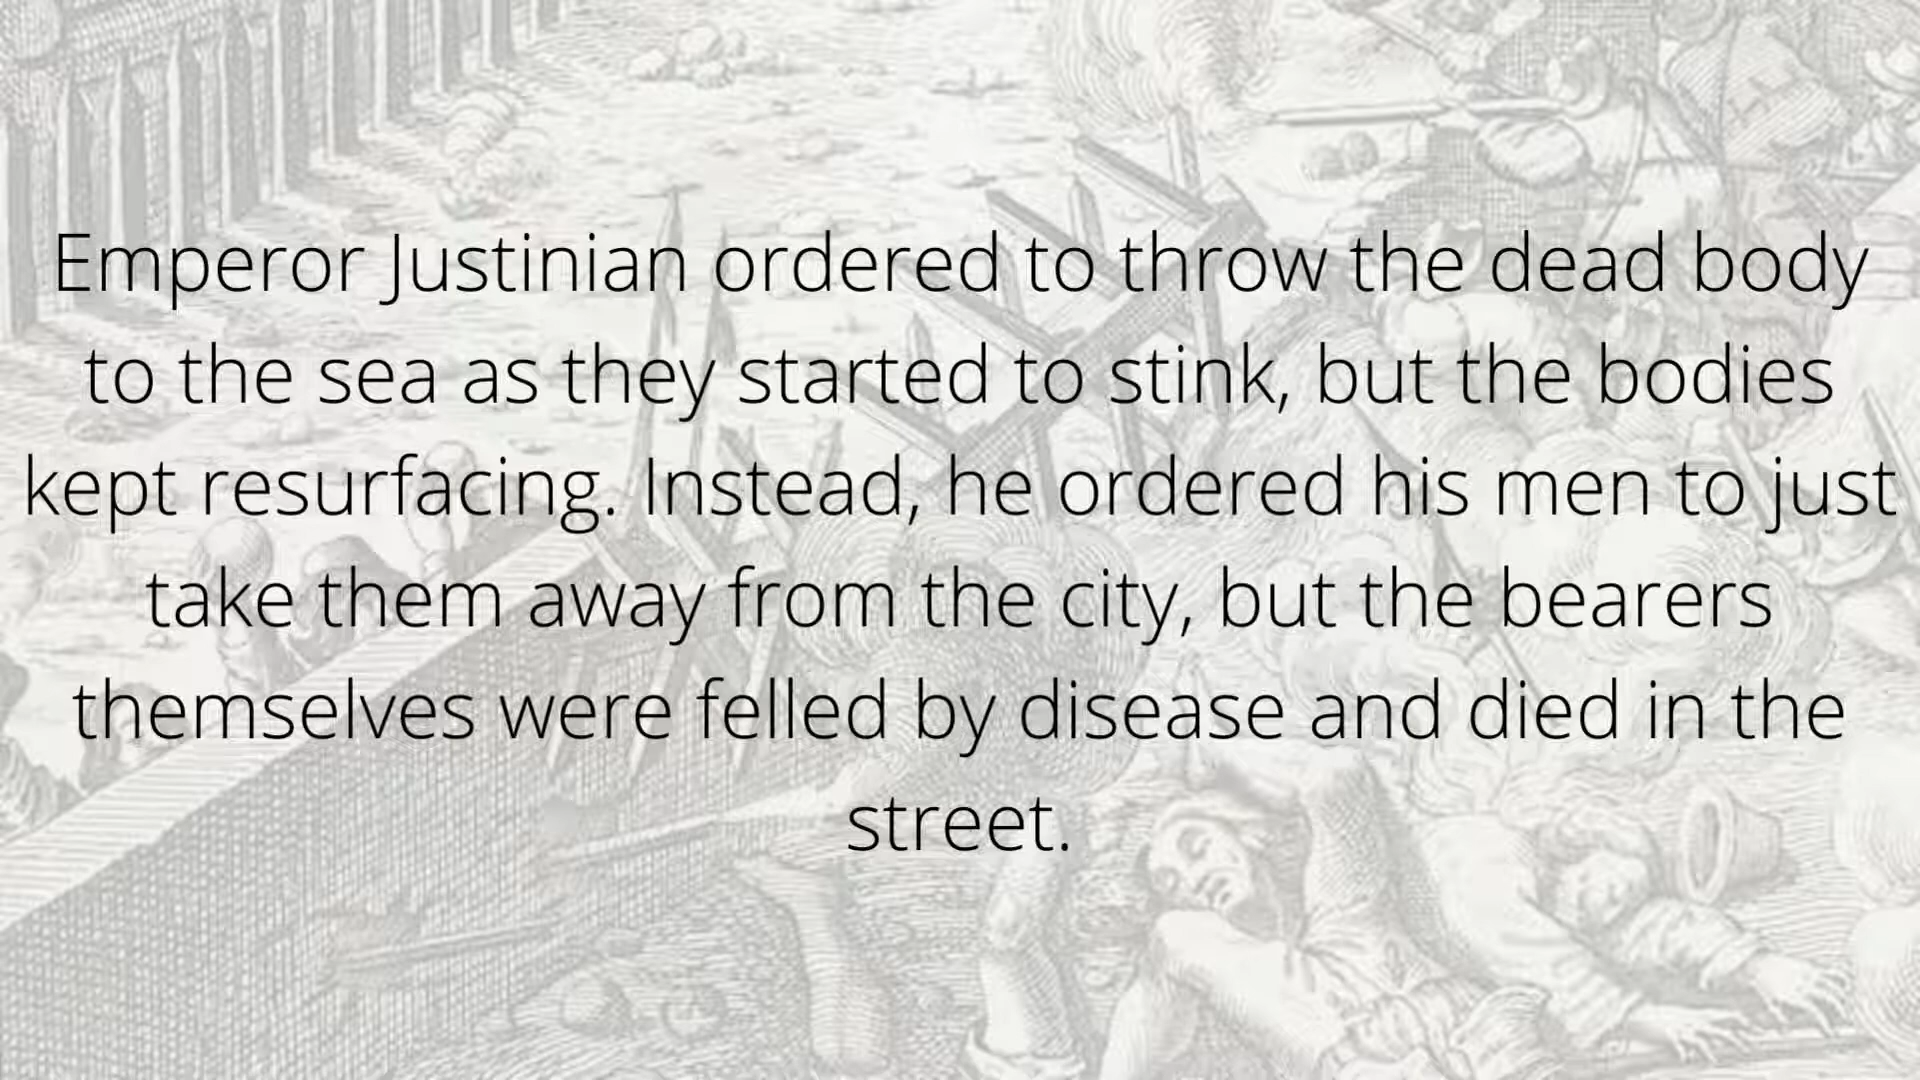 Emperor Justinian ordered to throw the dead body
to the sea as they started to stink, but the bodies
kept resurfacing. Instead, he ordered his men to just
take them away from the city, but the bearers
themselves were felled by disease and died in the
street.